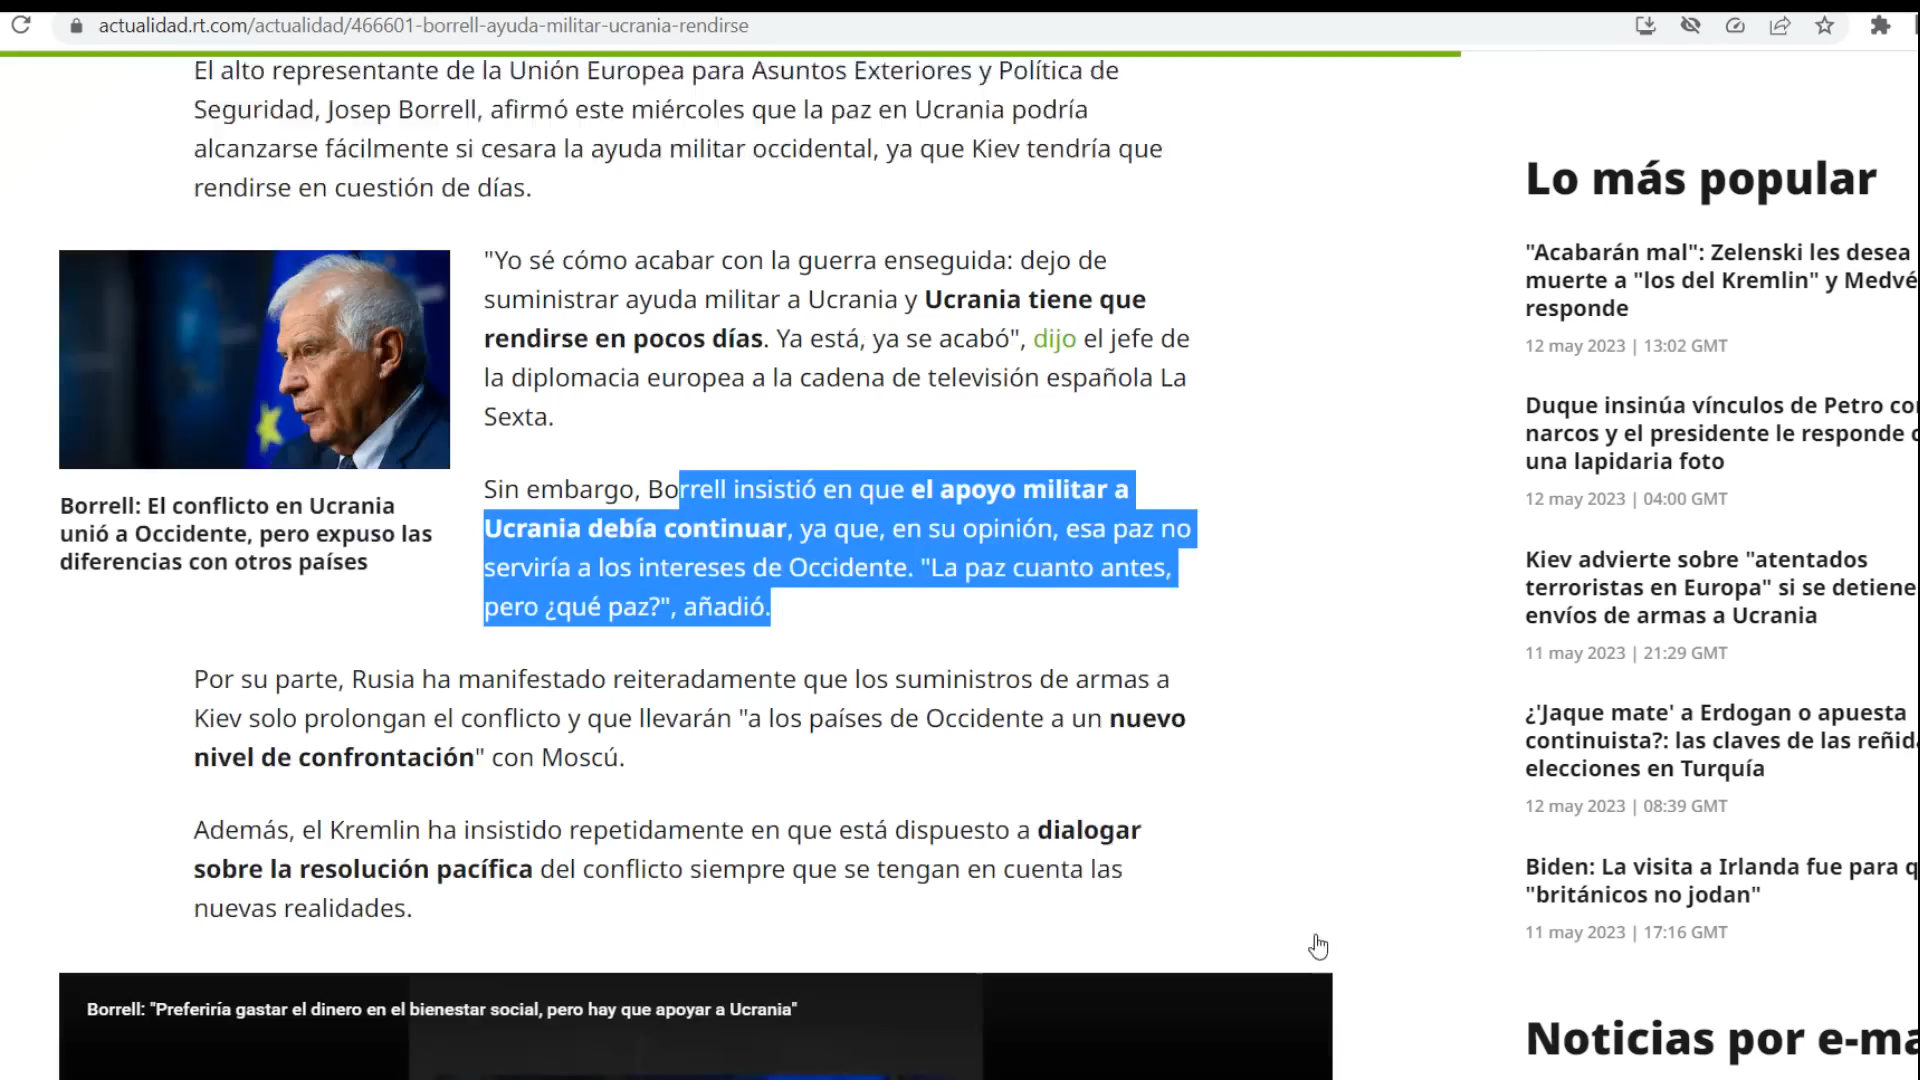 actualidad.rt.com/actualidad/466601-borrell-ayuda-militar-ucrania-rendirse
El alto representante de la Unión Europea para Asuntos Exteriores y Política de
Seguridad, Josep Borrell, afirmó este miércoles que la paz en Ucrania podría
alcanzarse fácilmente si cesara la ayuda militar occidental, ya que Kiev tendría que
rendirse en cuestión de días.
"Yo sé cómo acabar con la guerra enseguida: dejo de
suministrar ayuda militar a Ucrania y Ucrania tiene que
rendirse en pocos días. Ya está, ya se acabó", dijo el jefe de
la diplomacia europea a la cadena de televisión española La
Sexta.
Borrell: El conflicto en Ucrania
unió a Occidente, pero expuso las
diferencias con otros países
Sin embargo, Borrell insistió en que el apoyo militar a
Ucrania debía continuar, ya que, en su opinión, esa paz no
serviría a los intereses de Occidente. "La paz cuanto antes,
pero ¿qué paz?", añadió.
Por su parte, Rusia ha manifestado reiteradamente que los suministros de armas a
Kiev solo prolongan el conflicto y que llevarán "a los países de Occidente a un nuevo
nivel de confrontación" con Moscú.
Además, el Kremlin ha insistido repetidamente en que está dispuesto a dialogar
sobre la resolución pacífica del conflicto siempre que se tengan en cuenta las
nuevas realidades.
Borrell: "Preferiría gastar el dinero en el bienestar social, pero hay que apoyar a Ucrania"
Lo más popular
"Acabarán mal": Zelenski les desea
muerte a "los del Kremlin" y Medvé
responde
12 may 2023 | 13:02 GMT
Duque insinúa vínculos de Petro co
narcos y el presidente le responde
una lapidaria foto
12 may 2023 | 04:00 GMT
Kiev advierte sobre "atentados
terroristas en Europa" si se detiene
envíos de armas a Ucrania
11 may 2023 | 21:29 GMT
¿'Jaque mate' a Erdogan o apuesta
continuista?: las claves de las reñid
elecciones en Turquía
12 may 2023 | 08:39 GMT
Biden: La visita a Irlanda fue para q
"británicos no jodan"
11 may 2023 | 17:16 GMT
Noticias por e-ma